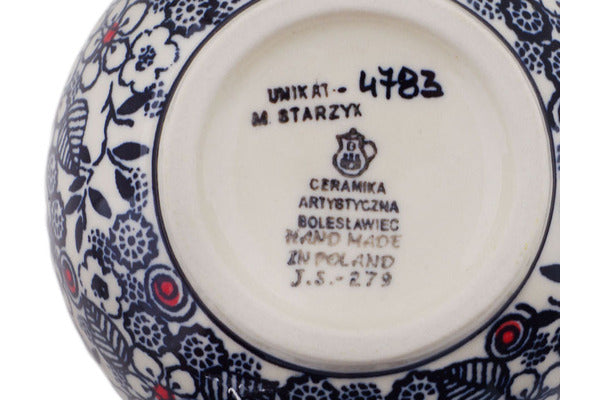 UNIKAT - 4783
M. STARZYK
CERAMIKA
ARTYSTYCZNA
BOLESŁAWIEC
HAND MADE
IN POLAND
J.S.-279